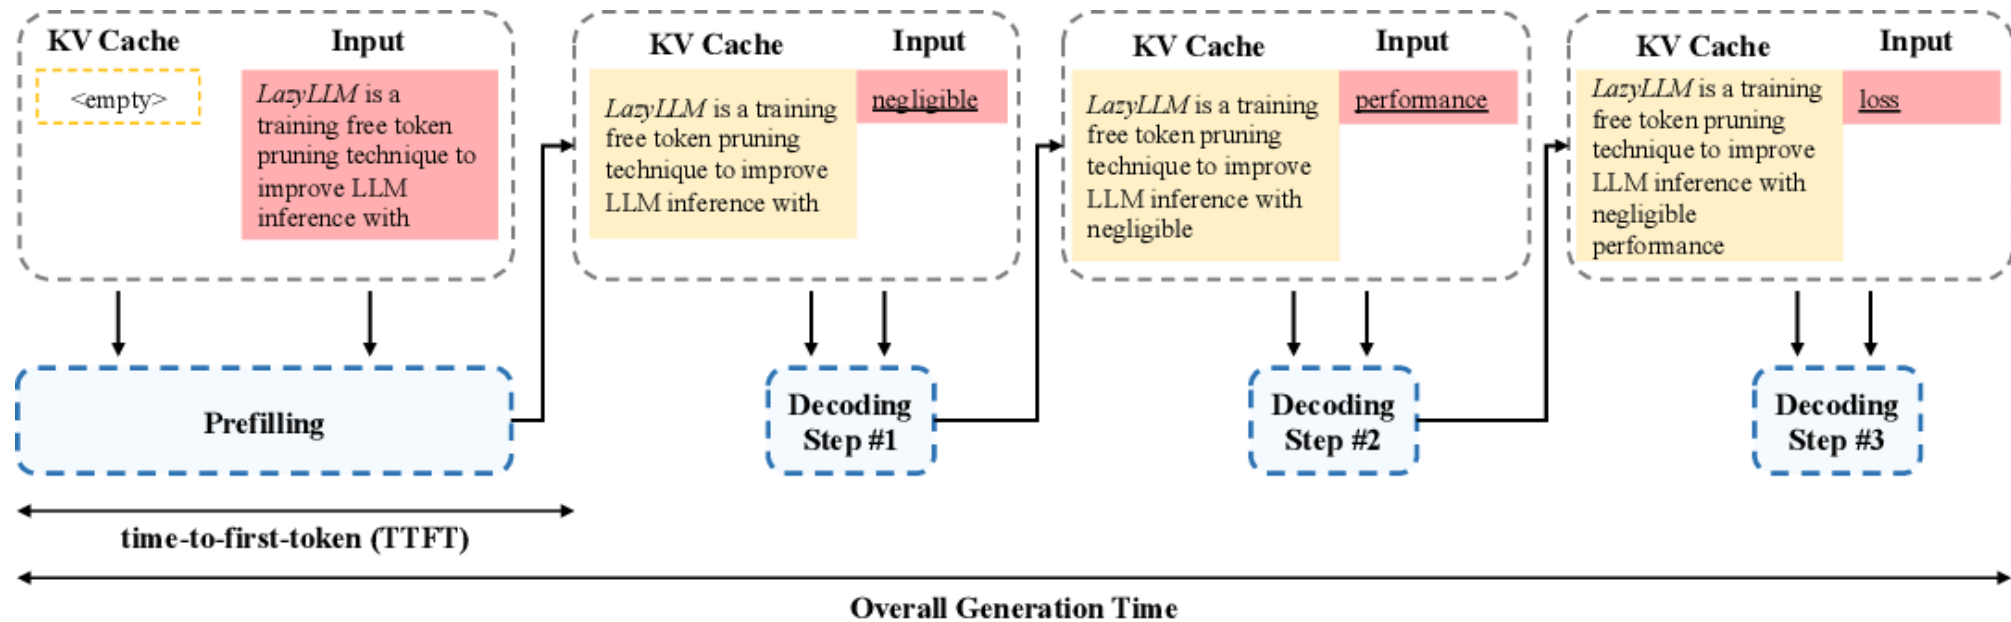 KV Cache
Input
<empty>
LazyLLM is a
training free token
pruning technique to
improve LLM
inference with
KV Cache
Input
LazyLLM is a training
free token pruning
technique to improve
LLM inference with
negligible
KV Cache
Input
LazyLLM is a training
free token pruning
technique to improve
LLM inference with
negligible
performance
KV Cache
Input
LazyLLM is a training
free token pruning
technique to improve
LLM inference with
negligible
performance
loss
Prefilling
Decoding
Step #1
Decoding
Step #2
Decoding
Step #3
time-to-first-token (TTFT)
Overall Generation Time